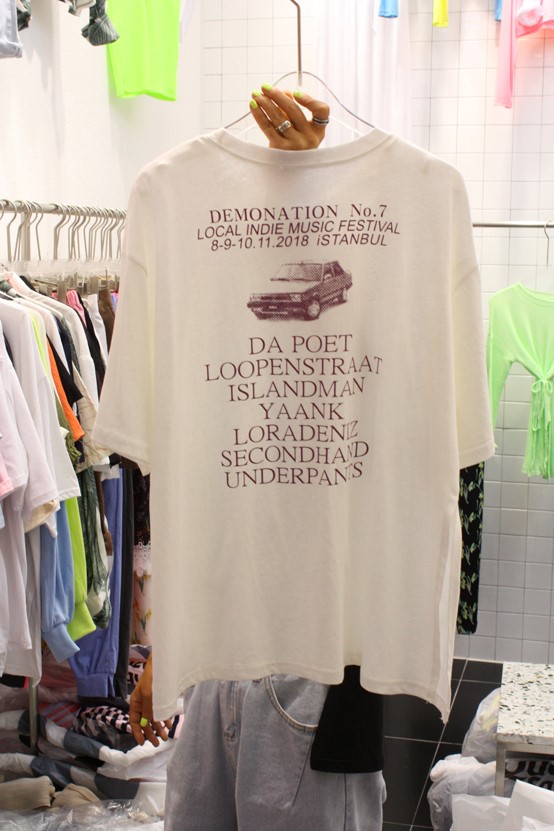 DEMONATION No.7
LOCAL INDIE MUSIC FESTIVAL
8-9-10.11.2018 iSTANBUL
DA POET
LOOPENSTRAAT
ISLANDMAN
YAANK
LORADENIZ
SECONDHAND
UNDERPANTS